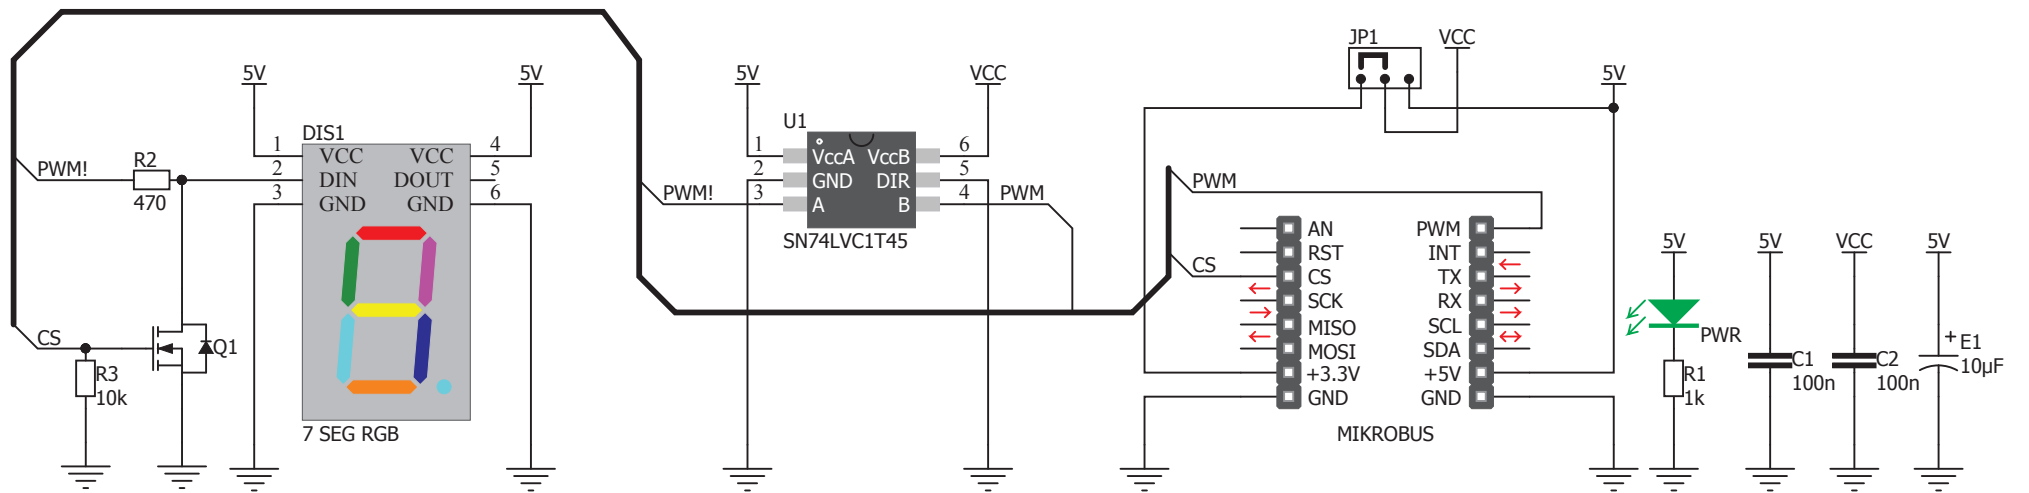 JP1
VCC
5V
5V
5V
VCC
5V
U1
DIS1
1
VCC
VCC
4
PWM!
R2
470
2
DIN
DOUT
5
3
GND
GND
6
1
VccA
VccB
6
2
GND
DIR
5
PWM!
3
A
B
4
PWM
SN74LVC1T45
PWM
CS
AN
RST
CS
SCK
MISO
MOSI
+3.3V
GND
PWM
INT
TX
RX
SCL
SDA
+5V
GND
MIKROBUS
5V
PWR
R1
1k
5V
C1
100n
VCC
C2
100n
5V
+
E1
10µF
CS
Q1
R3
10k
7 SEG RGB